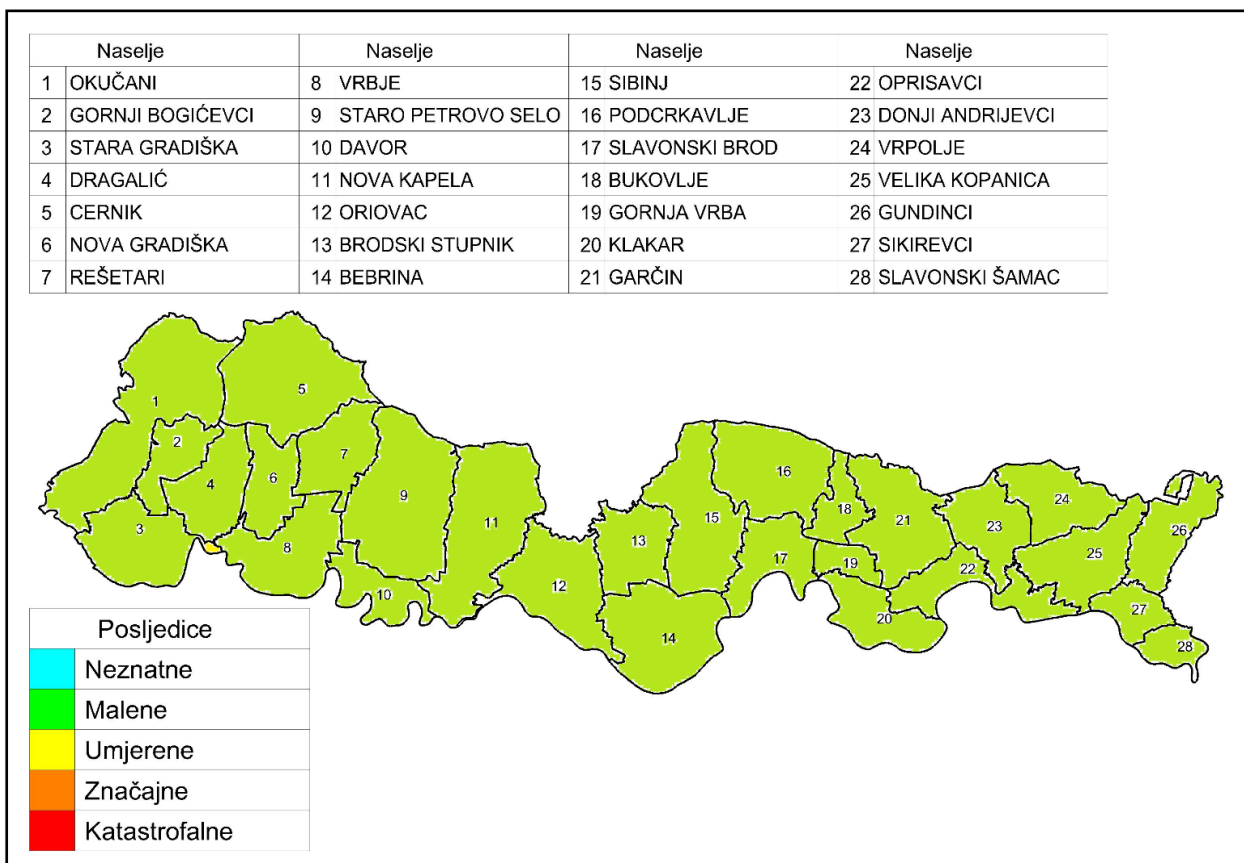 Naselje Naselje Naselje Naselje
1 OKUČANI 8 VRBJE 15 SIBINJ 22 OPRISAVCI
2 GORNJI BOGIĆEVCI 9 STARO PETROVO SELO 16 PODCRKAVLJE 23 DONJI ANDRIJEVCI
3 STARA GRADIŠKA 10 DAVOR 17 SLAVONSKI BROD 24 VRPOLJE
4 DRAGALIĆ 11 NOVA KAPELA 18 BUKOVLJE 25 VELIKA KOPANICA
5 CERNIK 12 ORIOVAC 19 GORNJA VRBA 26 GUNDINCI
6 NOVA GRADIŠKA 13 BRODSKI STUPNIK 20 KLAKAR 27 SIKIREVCI
7 REŠETARI 14 BEBRINA 21 GARČIN 28 SLAVONSKI ŠAMAC
5
1
2
7
16
24
6
4
9
18
26
15
11
23
21
3
13
8
25
17
19
22
12
10
27
20
14
28
Posljedice
Neznatne
Malene
Umjerene
Značajne
Katastrofalne